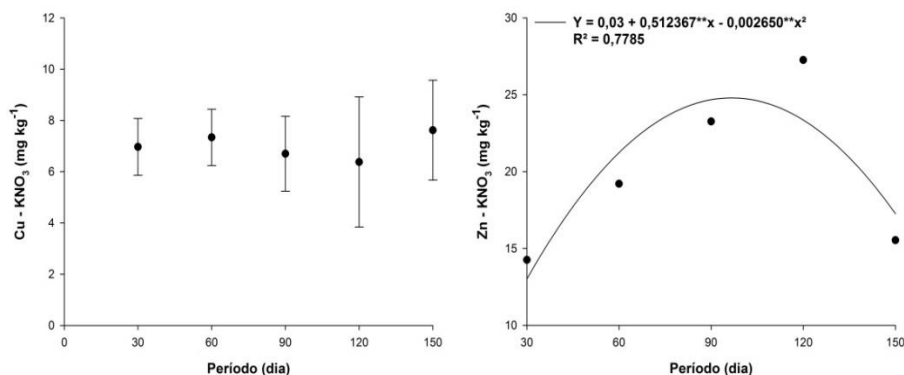 Cu - KNO₃ (mg kg⁻¹)
12
10
8
6
4
2
0
0 30 60 90 120 150
Período (dia)
Y = 0,03 + 0,512367**x - 0,002650**x²
R² = 0,7785
Zn - KNO₃ (mg kg⁻¹)
30
25
20
15
10
30 60 90 120 150
Período (dia)